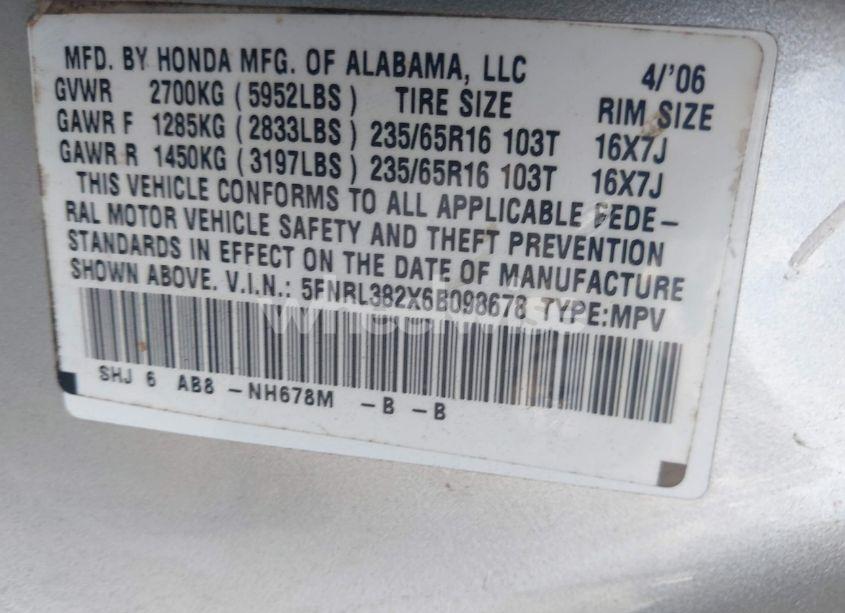 MFD. BY HONDA MFG. OF ALABAMA, LLC 4/'06
GVWR 2700KG (5952LBS) TIRE SIZE RIM SIZE
GAWR F 1285KG (2833LBS) 235/65R16 103T 16X7J
GAWR R 1450KG (3197LBS) 235/65R16 103T 16X7J
THIS VEHICLE CONFORMS TO ALL APPLICABLE FEDE-
RAL MOTOR VEHICLE SAFETY AND THEFT PREVENTION
STANDARDS IN EFFECT ON THE DATE OF MANUFACTURE
SHOWN ABOVE. V.I.N.: 5FNRL382X6B098678 TYPE:MPV
SHJ 6 AB8 -NH678M -B -B